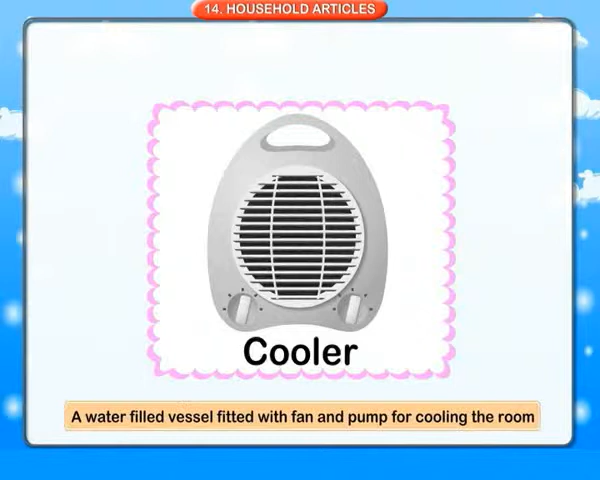 14. HOUSEHOLD ARTICLES
Cooler
A water filled vessel fitted with fan and pump for cooling the room